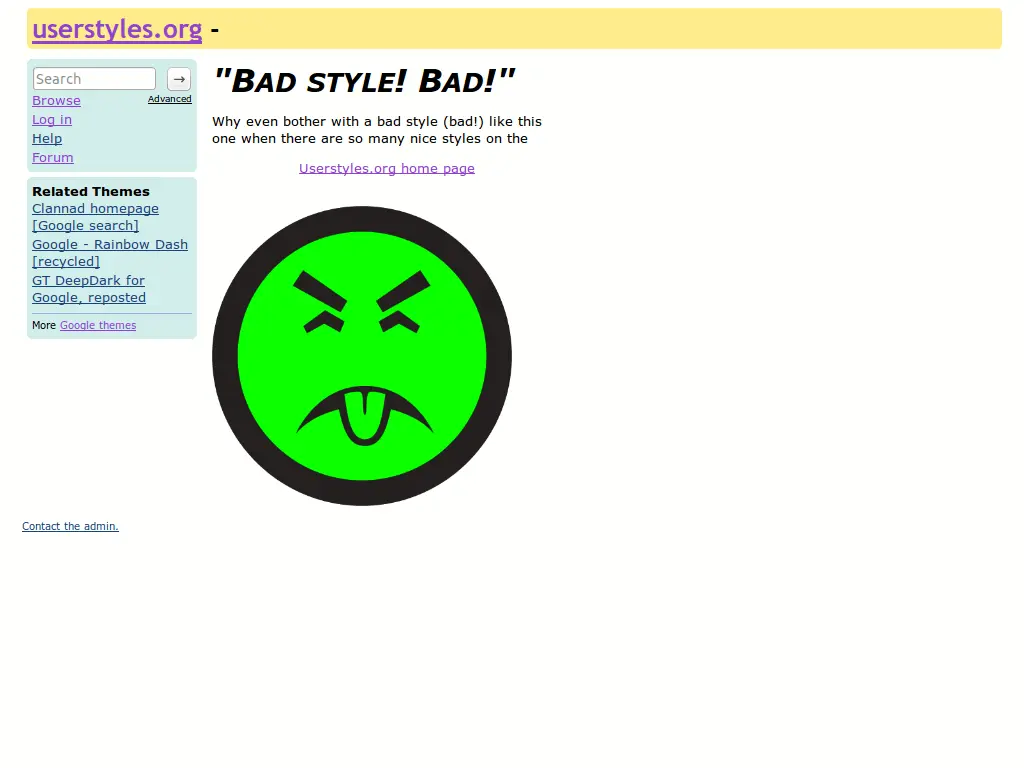 userstyles.org -
Search →
Browse Advanced
Log in
Help
Forum
Related Themes
Clannad homepage
[Google search]
Google - Rainbow Dash
[recycled]
GT DeepDark for
Google, reposted
More Google themes
"Bad style! Bad!"
Why even bother with a bad style (bad!) like this
one when there are so many nice styles on the
Userstyles.org home page
Contact the admin.